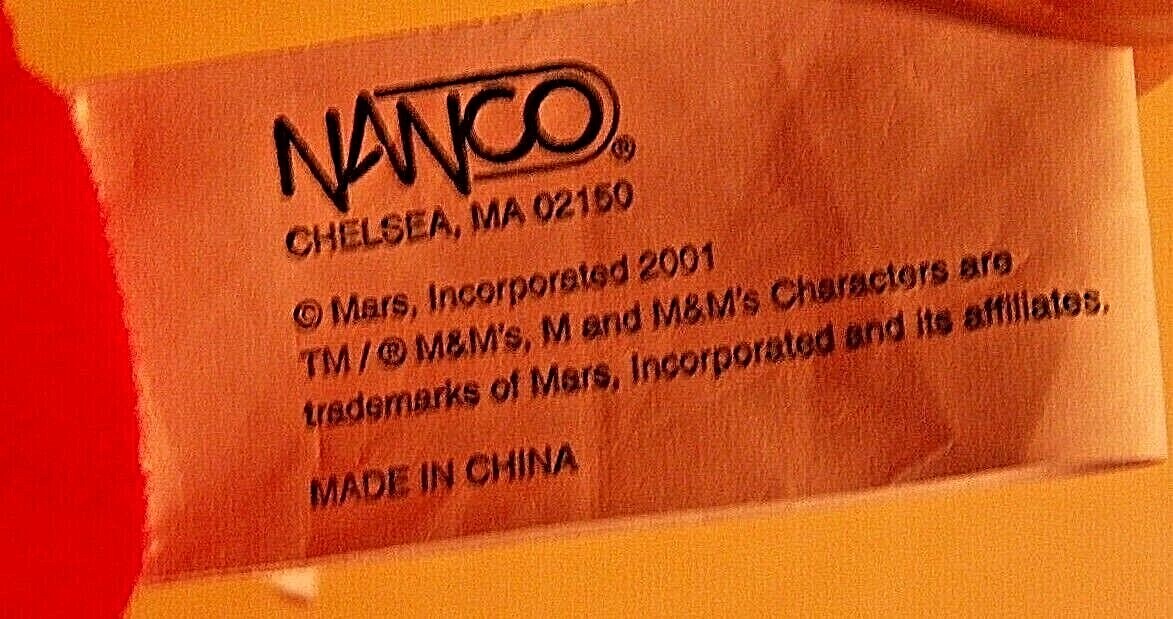 NANCO®
CHELSEA, MA 02150
© Mars, Incorporated 2001
TM / ® M&M's, M and M&M's Characters are
trademarks of Mars, Incorporated and its affiliates.
MADE IN CHINA